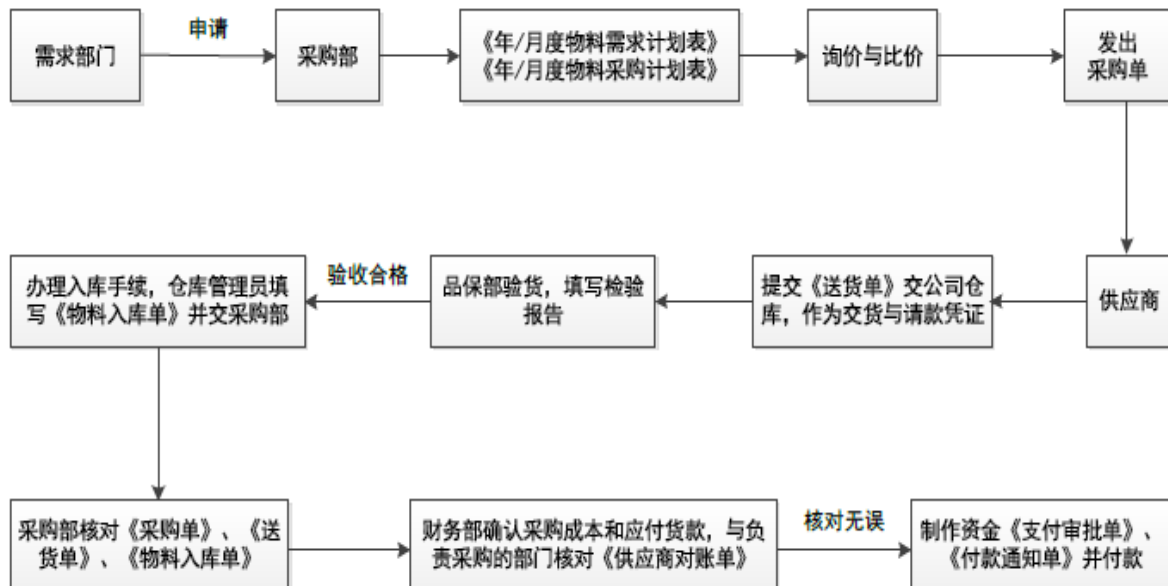 需求部门
申请
采购部
《年/月度物料需求计划表》
《年/月度物料采购计划表》
询价与比价
发出
采购单
供应商
提交《送货单》交公司仓
库，作为交货与请款凭证
品保部验货，填写检验
报告
验收合格
办理入库手续，仓库管理员填
写《物料入库单》并交采购部
采购部核对《采购单》、《送
货单》、《物料入库单》
财务部确认采购成本和应付货款，与负
责采购的部门核对《供应商对账单》
核对无误
制作资金《支付审批单》、
《付款通知单》并付款